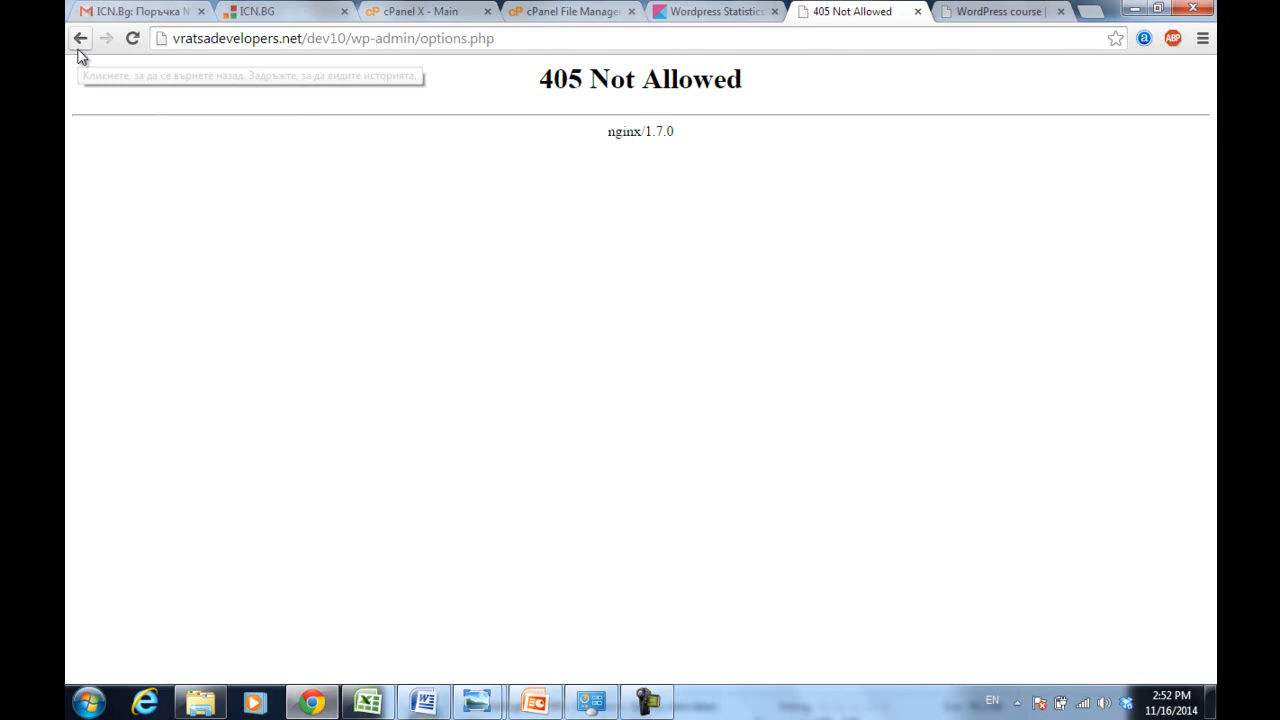 ICN.Bg: Поръчка N
ICN.BG
cPanel X - Main
cPanel File Manage
Wordpress Statistics
405 Not Allowed
WordPress course |
vratsadevelopers.net/dev10/wp-admin/options.php
ABP
Кликнете, за да се върнете назад. Задръжте, за да видите историята.
405 Not Allowed
nginx/1.7.0
EN
2:52 PM
11/16/2014